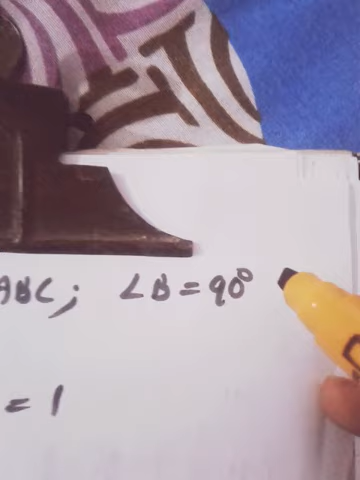 ABC; ∠B = 90°
= 1